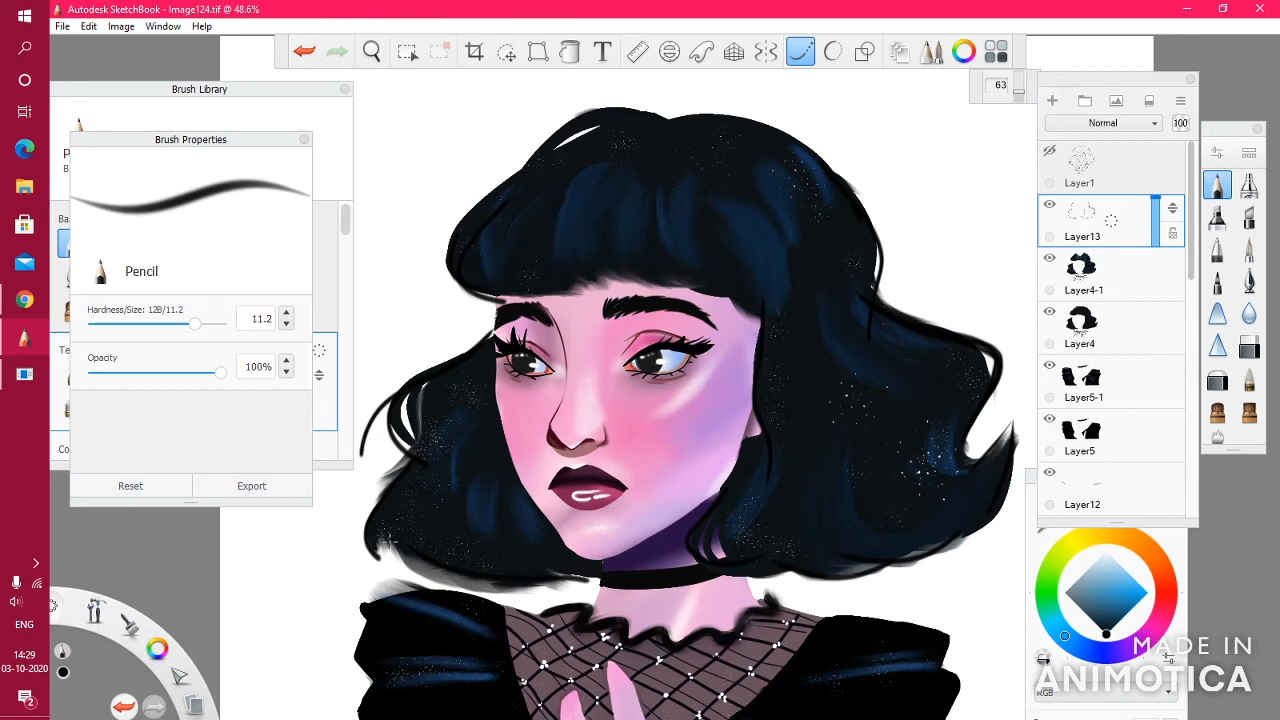 Autodesk SketchBook - Image124.tif @ 48.6%
File Edit Image Window Help
Brush Library
Brush Properties
Pencil
Hardness/Size: 12B/11.2
11.2
Opacity
100%
Reset Export
63
Normal 100
Layer1
Layer13
Layer4-1
Layer4
Layer5-1
Layer5
Layer12
RGB
ENG
14:29
03-10-2020
2
MADE IN
ANIMOTICA